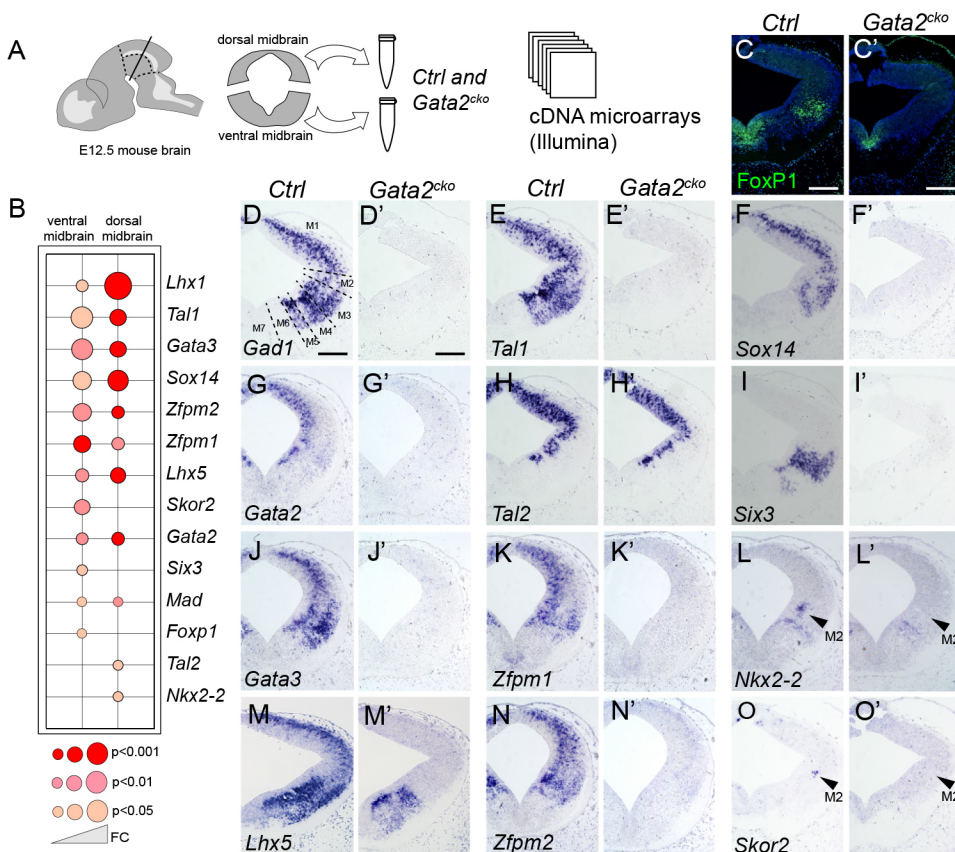 A
dorsal midbrain
ventral midbrain
E12.5 mouse brain
Ctrl and
Gata2cko
cDNA microarrays
(Illumina)
Ctrl
Gata2cko
C
C'
FoxP1
B
ventral
midbrain
dorsal
midbrain
Lhx1
Tal1
Gata3
Sox14
Zfpm2
Zfpm1
Lhx5
Skor2
Gata2
Six3
Mad
Foxp1
Tal2
Nkx2-2
p<0.001
p<0.01
p<0.05
FC
Ctrl
Gata2cko
Ctrl
Gata2cko
D
M1
M2
M3
M4
M5
M6
M7
Gad1
D'
E
Tal1
E'
F
Sox14
F'
G
Gata2
G'
H
Tal2
H'
I
Six3
I'
J
Gata3
J'
K
Zfpm1
K'
L
M2
Nkx2-2
L'
M2
M
Lhx5
M'
N
Zfpm2
N'
O
M2
Skor2
O'
M2